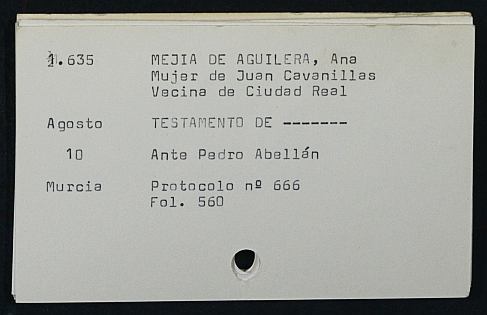 1.635 MEJIA DE AGUILERA, Ana
Mujer de Juan Cavanillas
Vecina de Ciudad Real
Agosto TESTAMENTO DE -------
10 Ante Pedro Abellán
Murcia Protocolo nº 666
Fol. 560